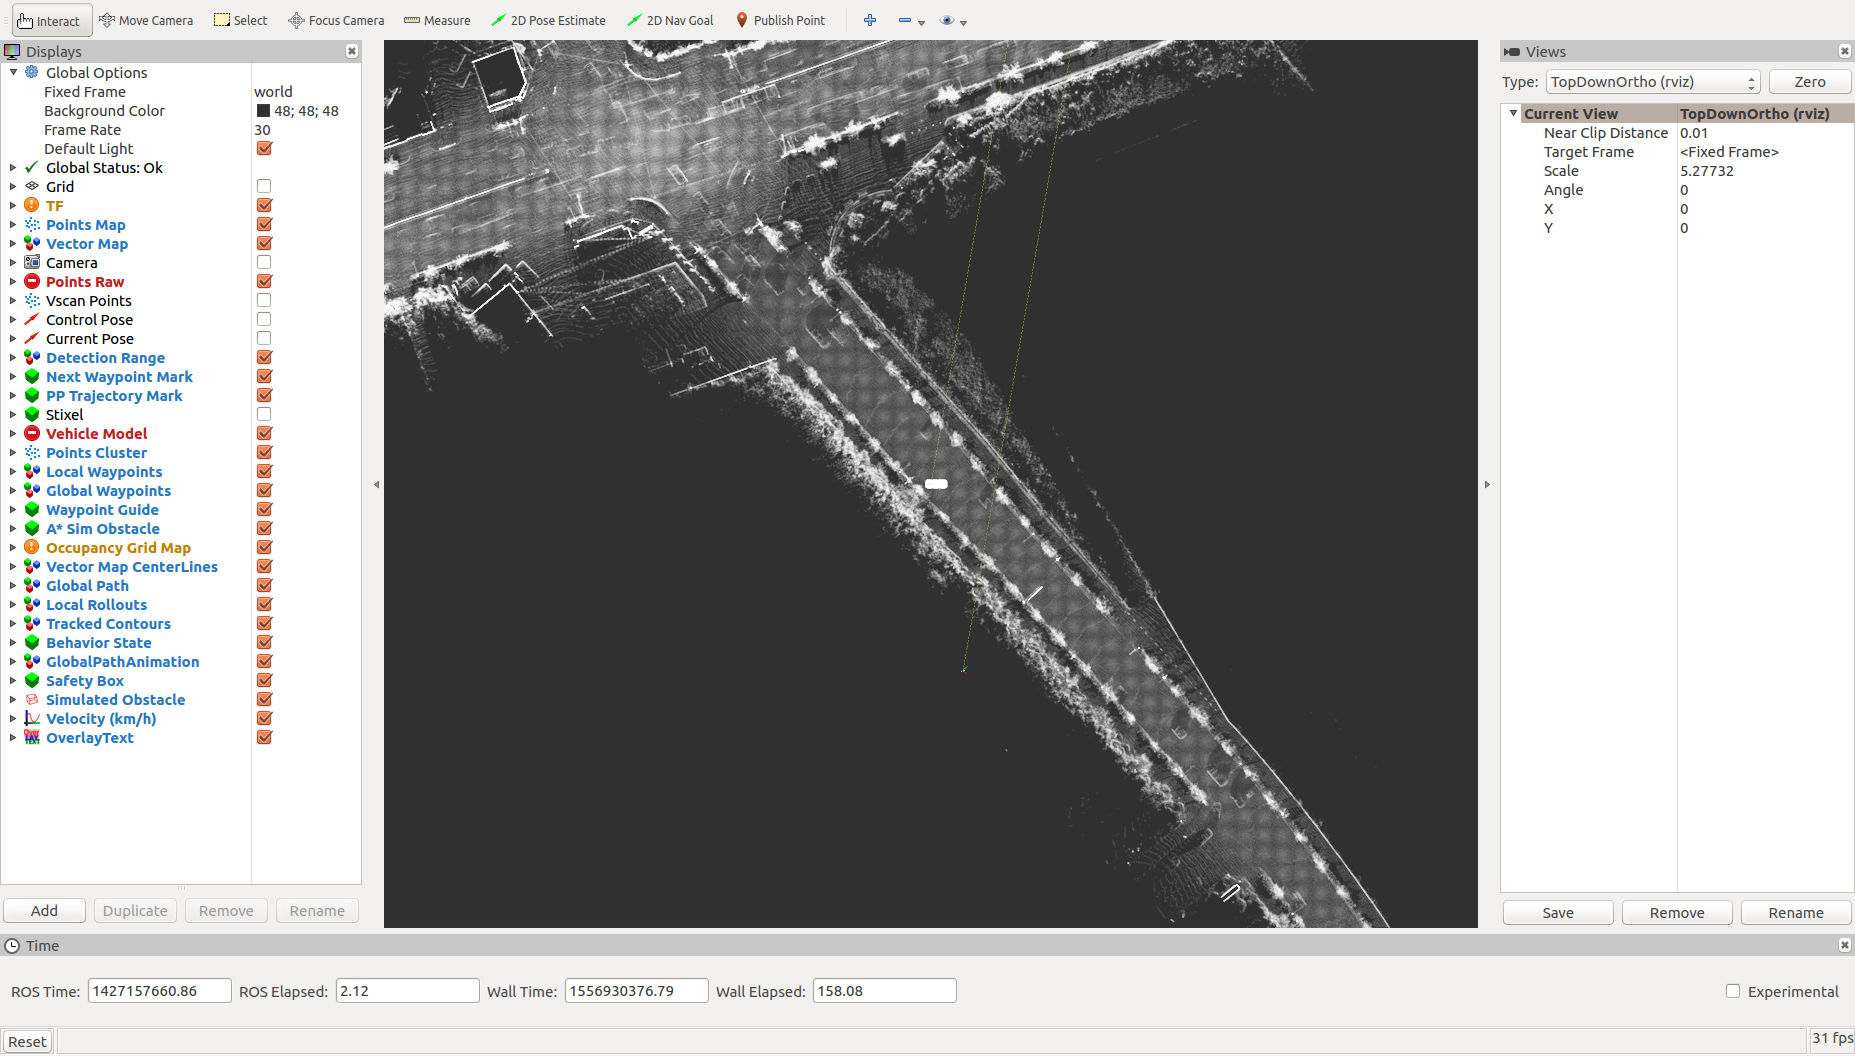 Interact Move Camera Select Focus Camera Measure 2D Pose Estimate 2D Nav Goal Publish Point
Displays
Global Options
Fixed Frame world
Background Color 48; 48; 48
Frame Rate 30
Default Light
Global Status: Ok
Grid
TF
Points Map
Vector Map
Camera
Points Raw
Vscan Points
Control Pose
Current Pose
Detection Range
Next Waypoint Mark
PP Trajectory Mark
Stixel
Vehicle Model
Points Cluster
Local Waypoints
Global Waypoints
Waypoint Guide
A* Sim Obstacle
Occupancy Grid Map
Vector Map CenterLines
Global Path
Local Rollouts
Tracked Contours
Behavior State
GlobalPathAnimation
Safety Box
Simulated Obstacle
Velocity (km/h)
OverlayText
Add Duplicate Remove Rename
Views
Type: TopDownOrtho (rviz) Zero
Current View TopDownOrtho (rviz)
Near Clip Distance 0.01
Target Frame <Fixed Frame>
Scale 5.27732
Angle 0
X 0
Y 0
Save Remove Rename
Time
ROS Time: 1427157660.86 ROS Elapsed: 2.12 Wall Time: 1556930376.79 Wall Elapsed: 158.08 Experimental
Reset 31 fps